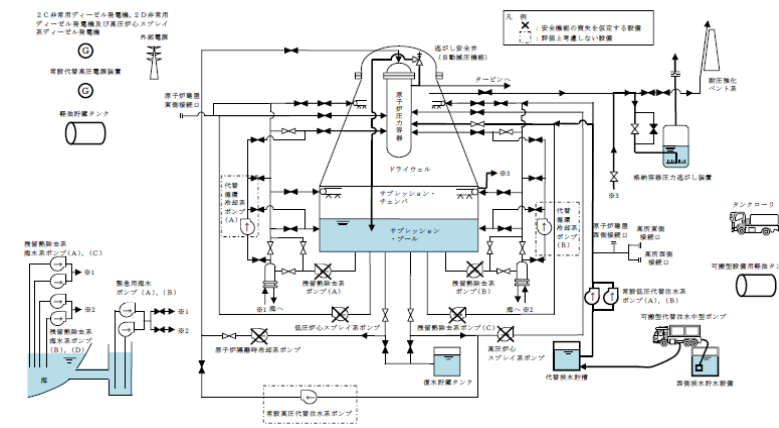 2C非常用ディーゼル発電機,2D非常用
ディーゼル発電機及び高圧炉心スプレイ
系ディーゼル発電機
外部電源
G
常設代替高圧電源装置
G
軽油貯蔵タンク
凡 例
:安全機能の喪失を仮定する設備
:評価上考慮しない設備
逃がし安全弁
(自動減圧機能)
タービンへ
耐圧強化
ベント系
原子炉建屋
東側接続口
原子炉圧力容器
ドライウェル
格納容器圧力逃がし装置
※3
※3
サプレッション・
チェンバ
サプレッション・
プール
代替
循環
冷却系
ポンプ
(A)
代替
循環
冷却系
ポンプ
(B)
タンクローリ
原子炉建屋
西側接続口
高所東側
接続口
高所西側
接続口
可搬型設備用軽油タン
残留熱除去系
海水系ポンプ(A),(C)
※1
※2
残留熱除去系
海水系ポンプ
(B),(D)
緊急用海水
ポンプ(A),(B)
※1
※2
海
※1
海へ
残留熱除去系
ポンプ(A)
残留熱除去系
ポンプ(B)
海へ
※2
低圧炉心スプレイ系ポンプ
残留熱除去系ポンプ(C)
原子炉隔離時冷却系ポンプ
高圧炉心
スプレイ系ポンプ
常設低圧代替注水系
ポンプ(A),(B)
可搬型代替注水中型ポンプ
復水貯蔵タンク
代替淡水貯槽
西側淡水貯水設備
常設高圧代替注水系ポンプ